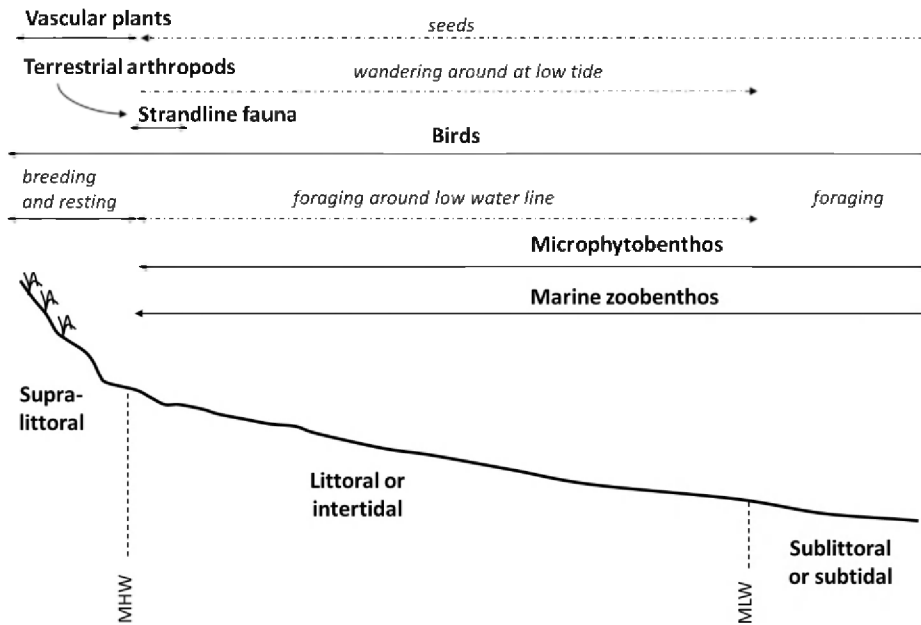 Vascular plants
seeds
Terrestrial arthropods
wandering around at low tide
Strandline fauna
Birds
breeding
and resting
foraging around low water line
foraging
Microphytobenthos
Marine zoobenthos
Supra-
littoral
Littoral or
intertidal
Sublittoral
or subtidal
MHW
MLW